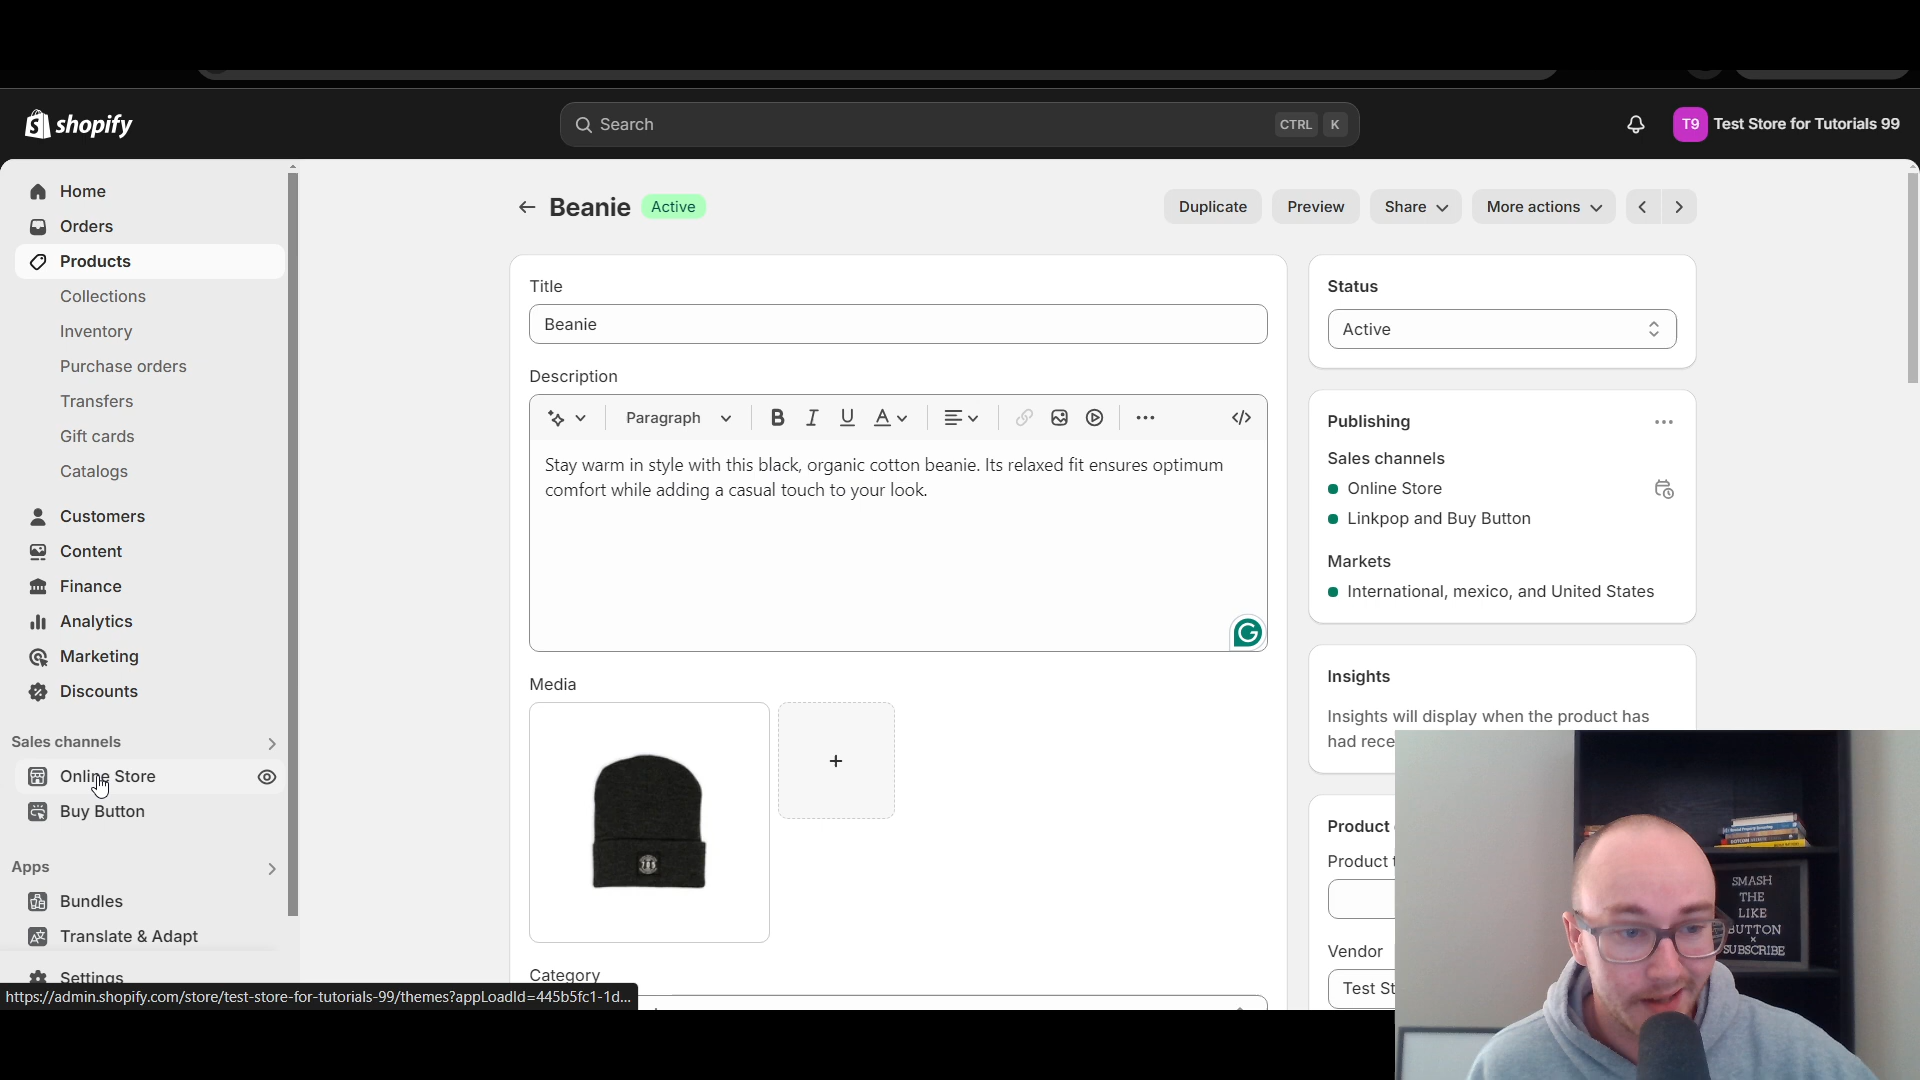 shopify
Search
CTRL K
T9 Test Store for Tutorials 99
Home
Orders
Products
Collections
Inventory
Purchase orders
Transfers
Gift cards
Catalogs
Customers
Content
Finance
Analytics
Marketing
Discounts
Sales channels
Online Store
Buy Button
Apps
Bundles
Translate & Adapt
Settings
https://admin.shopify.com/store/test-store-for-tutorials-99/themes?appLoadId=445b5fc1-1d...
Beanie Active
Duplicate Preview Share More actions
Title
Beanie
Description
Paragraph
Stay warm in style with this black, organic cotton beanie. Its relaxed fit ensures optimum
comfort while adding a casual touch to your look.
Media
Category
Status
Active
Publishing
Sales channels
Online Store
Linkpop and Buy Button
Markets
International, mexico, and United States
Insights
Insights will display when the product has
had rece
Product
Product t
Vendor
Test St
SMASH
THE
LIKE
BUTTON
×
SUBSCRIBE